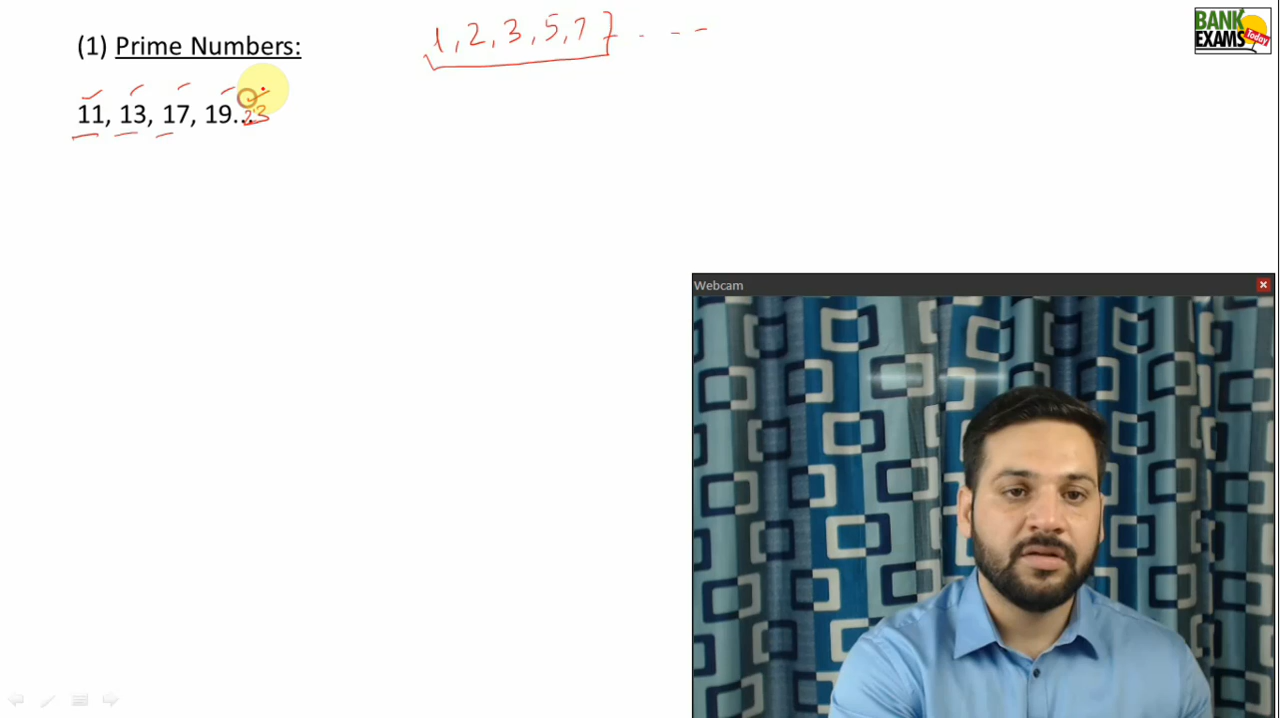 (1) Prime Numbers:
1, 2, 3, 5, 7 } - - -
11, 13, 17, 19... 23
BANK
EXAMS Today
Webcam